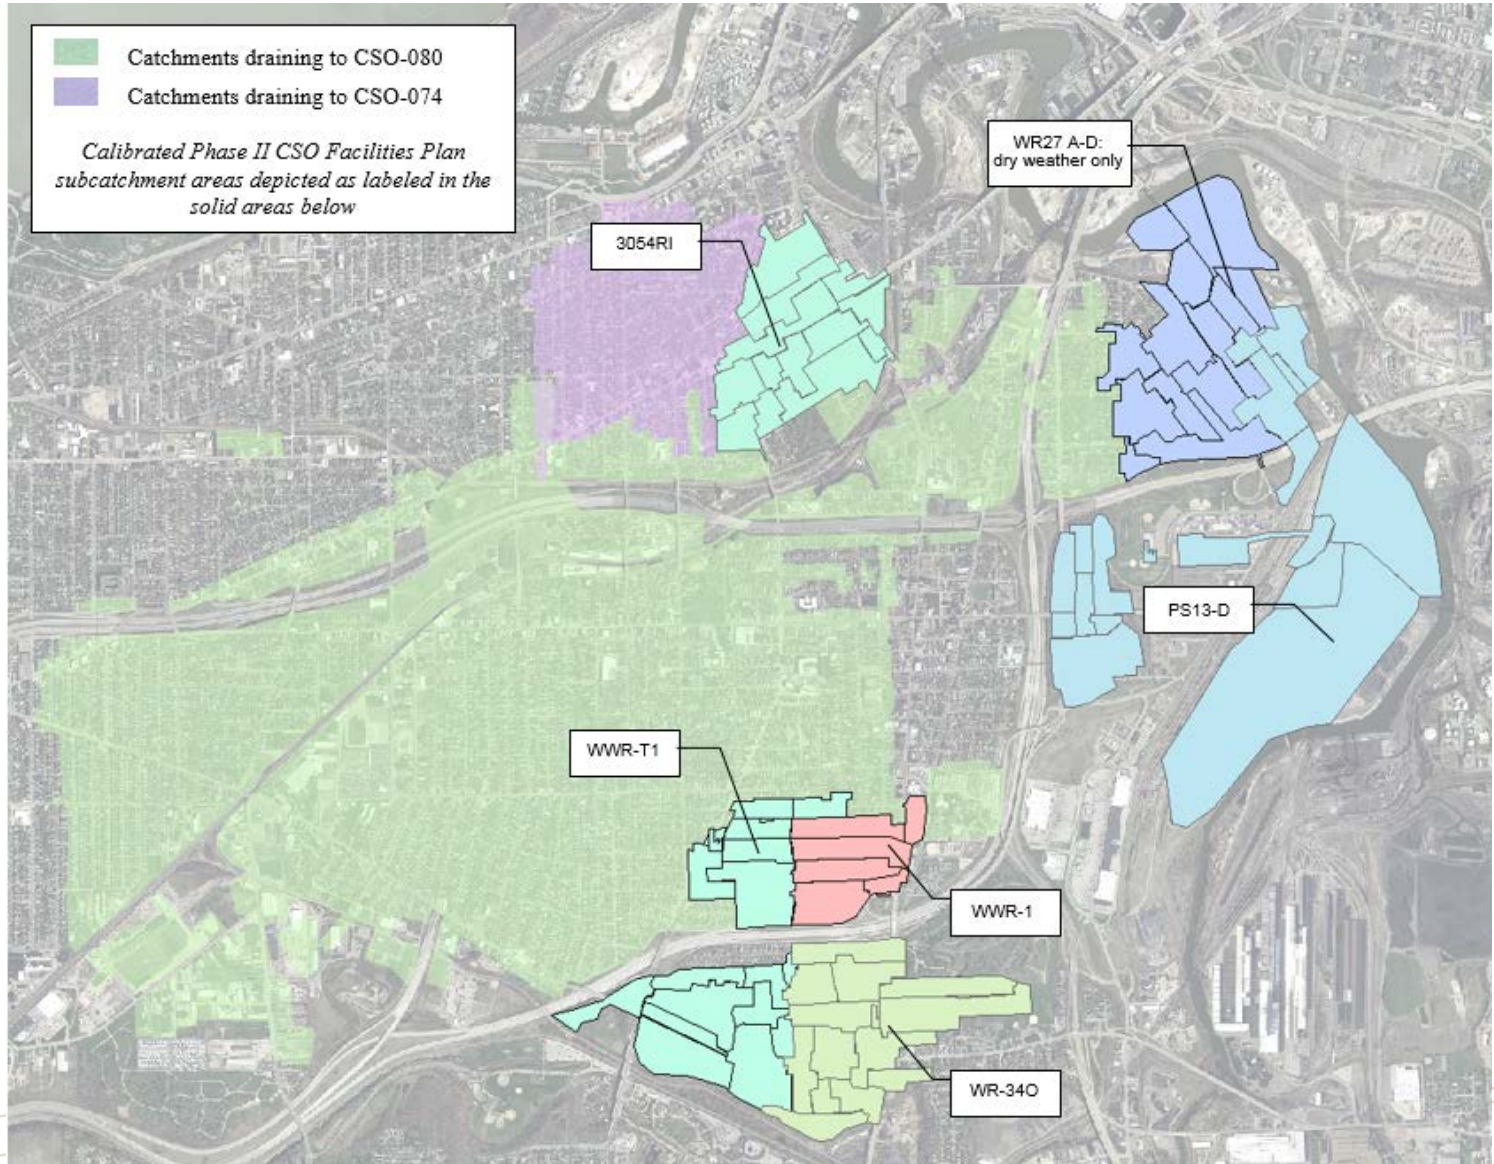 Catchments draining to CSO-080
Catchments draining to CSO-074
Calibrated Phase II CSO Facilities Plan
subcatchment areas depicted as labeled in the
solid areas below
WR27 A-D:
dry weather only
3054RI
PS13-D
WWR-T1
WWR-1
WR-34O